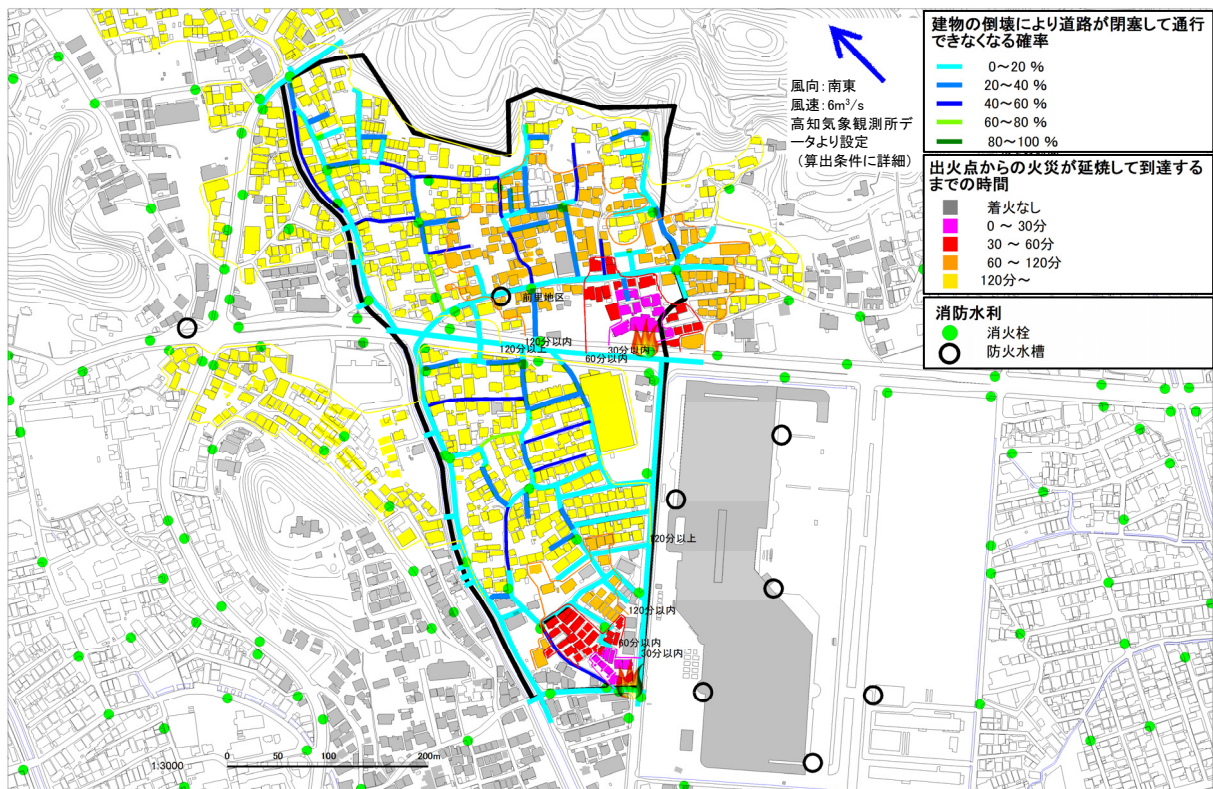 建物の倒壊により道路が閉塞して通行
できなくなる確率
0～20 %
20～40 %
40～60 %
60～80 %
80～100 %
風向：南東
風速：6m³/s
高知気象観測所デ
ータより設定
（算出条件に詳細）
出火点からの火災が延焼して到達する
までの時間
着火なし
0 ～ 30分
30 ～ 60分
60 ～ 120分
120分～
消防水利
消火栓
防火水槽
前里地区
120分以内
120分以上
30分以内
60分以内
120分以上
120分以内
60分以内
30分以内
1:3000
0 50 100 200m